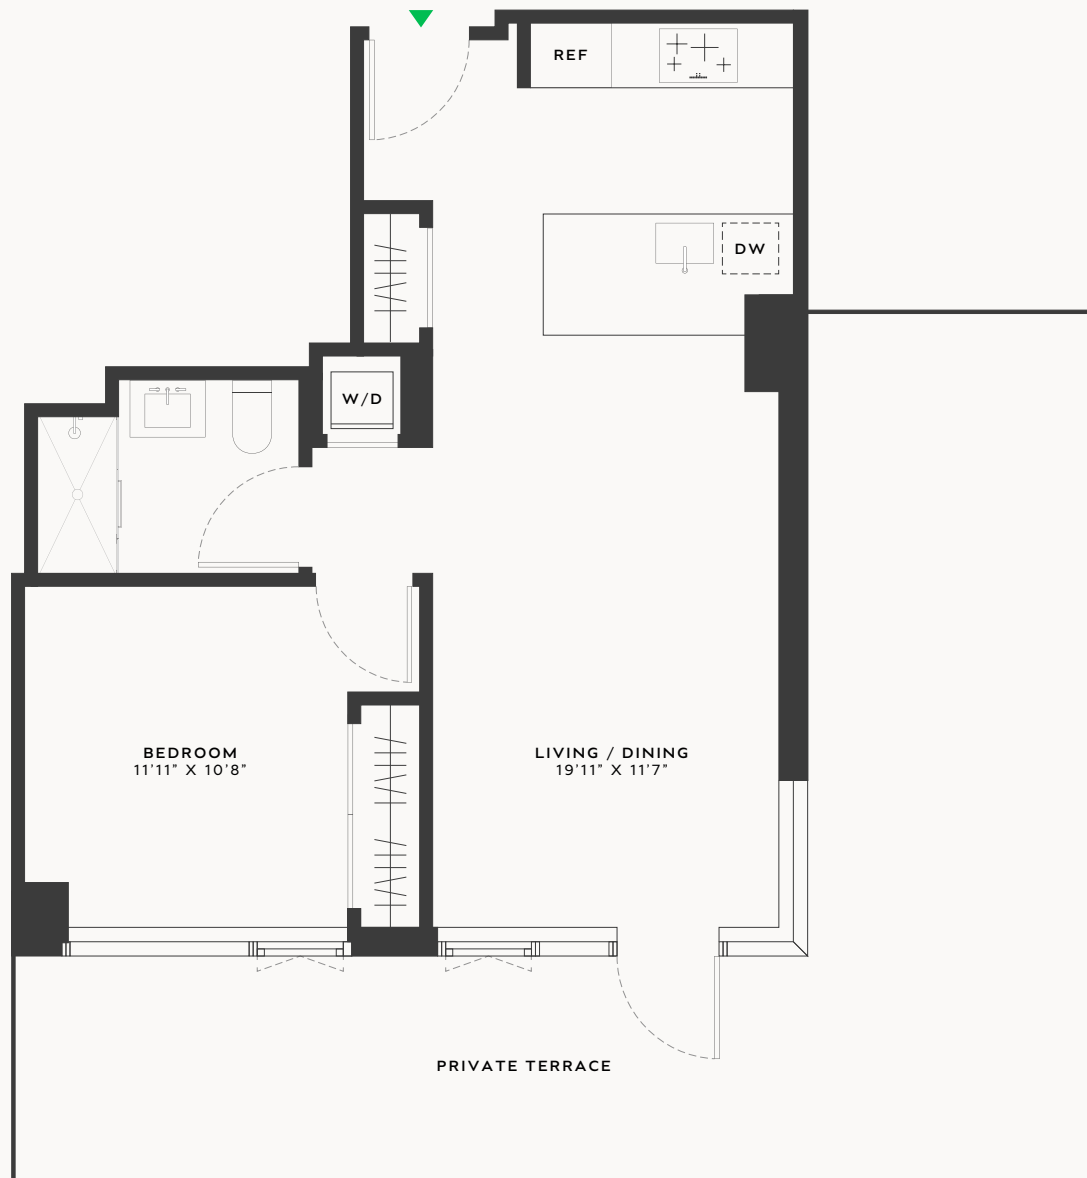 REF
DW
W/D
BEDROOM
11’11” X 10’8”
LIVING / DINING
19’11” X 11’7”
PRIVATE TERRACE